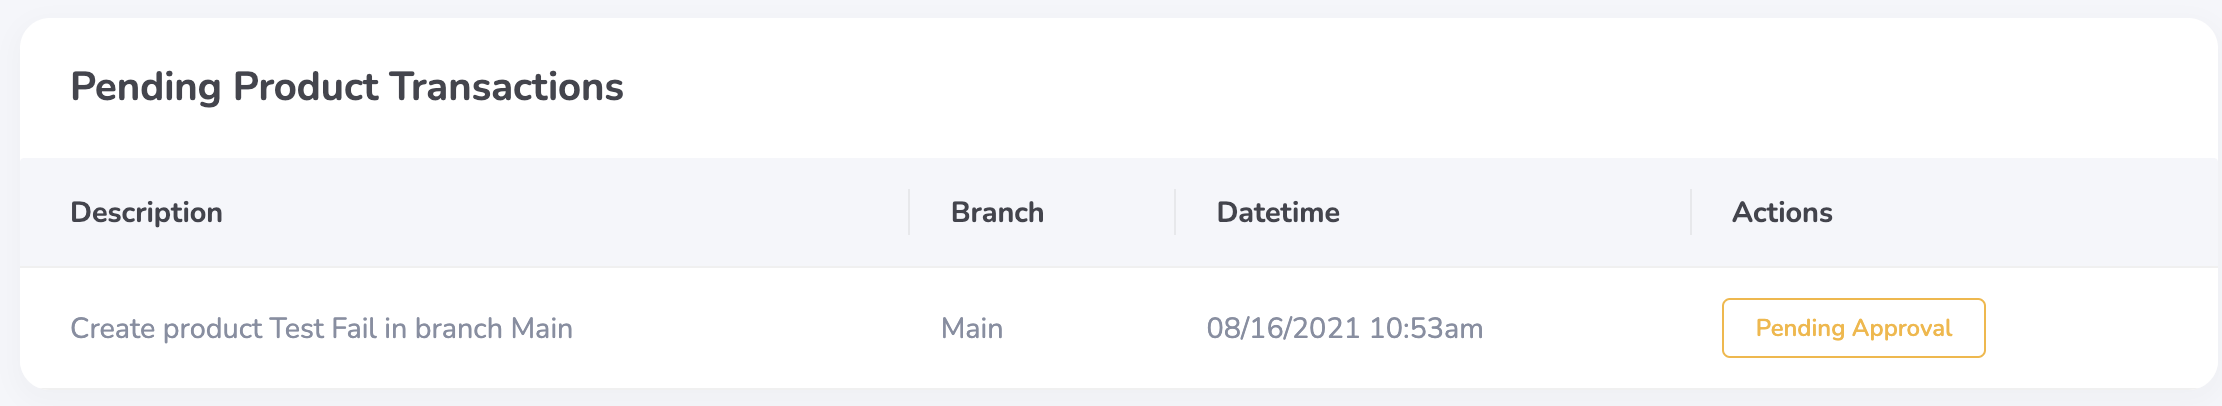 Pending Product Transactions
Description Branch Datetime Actions
Create product Test Fail in branch Main Main 08/16/2021 10:53am Pending Approval